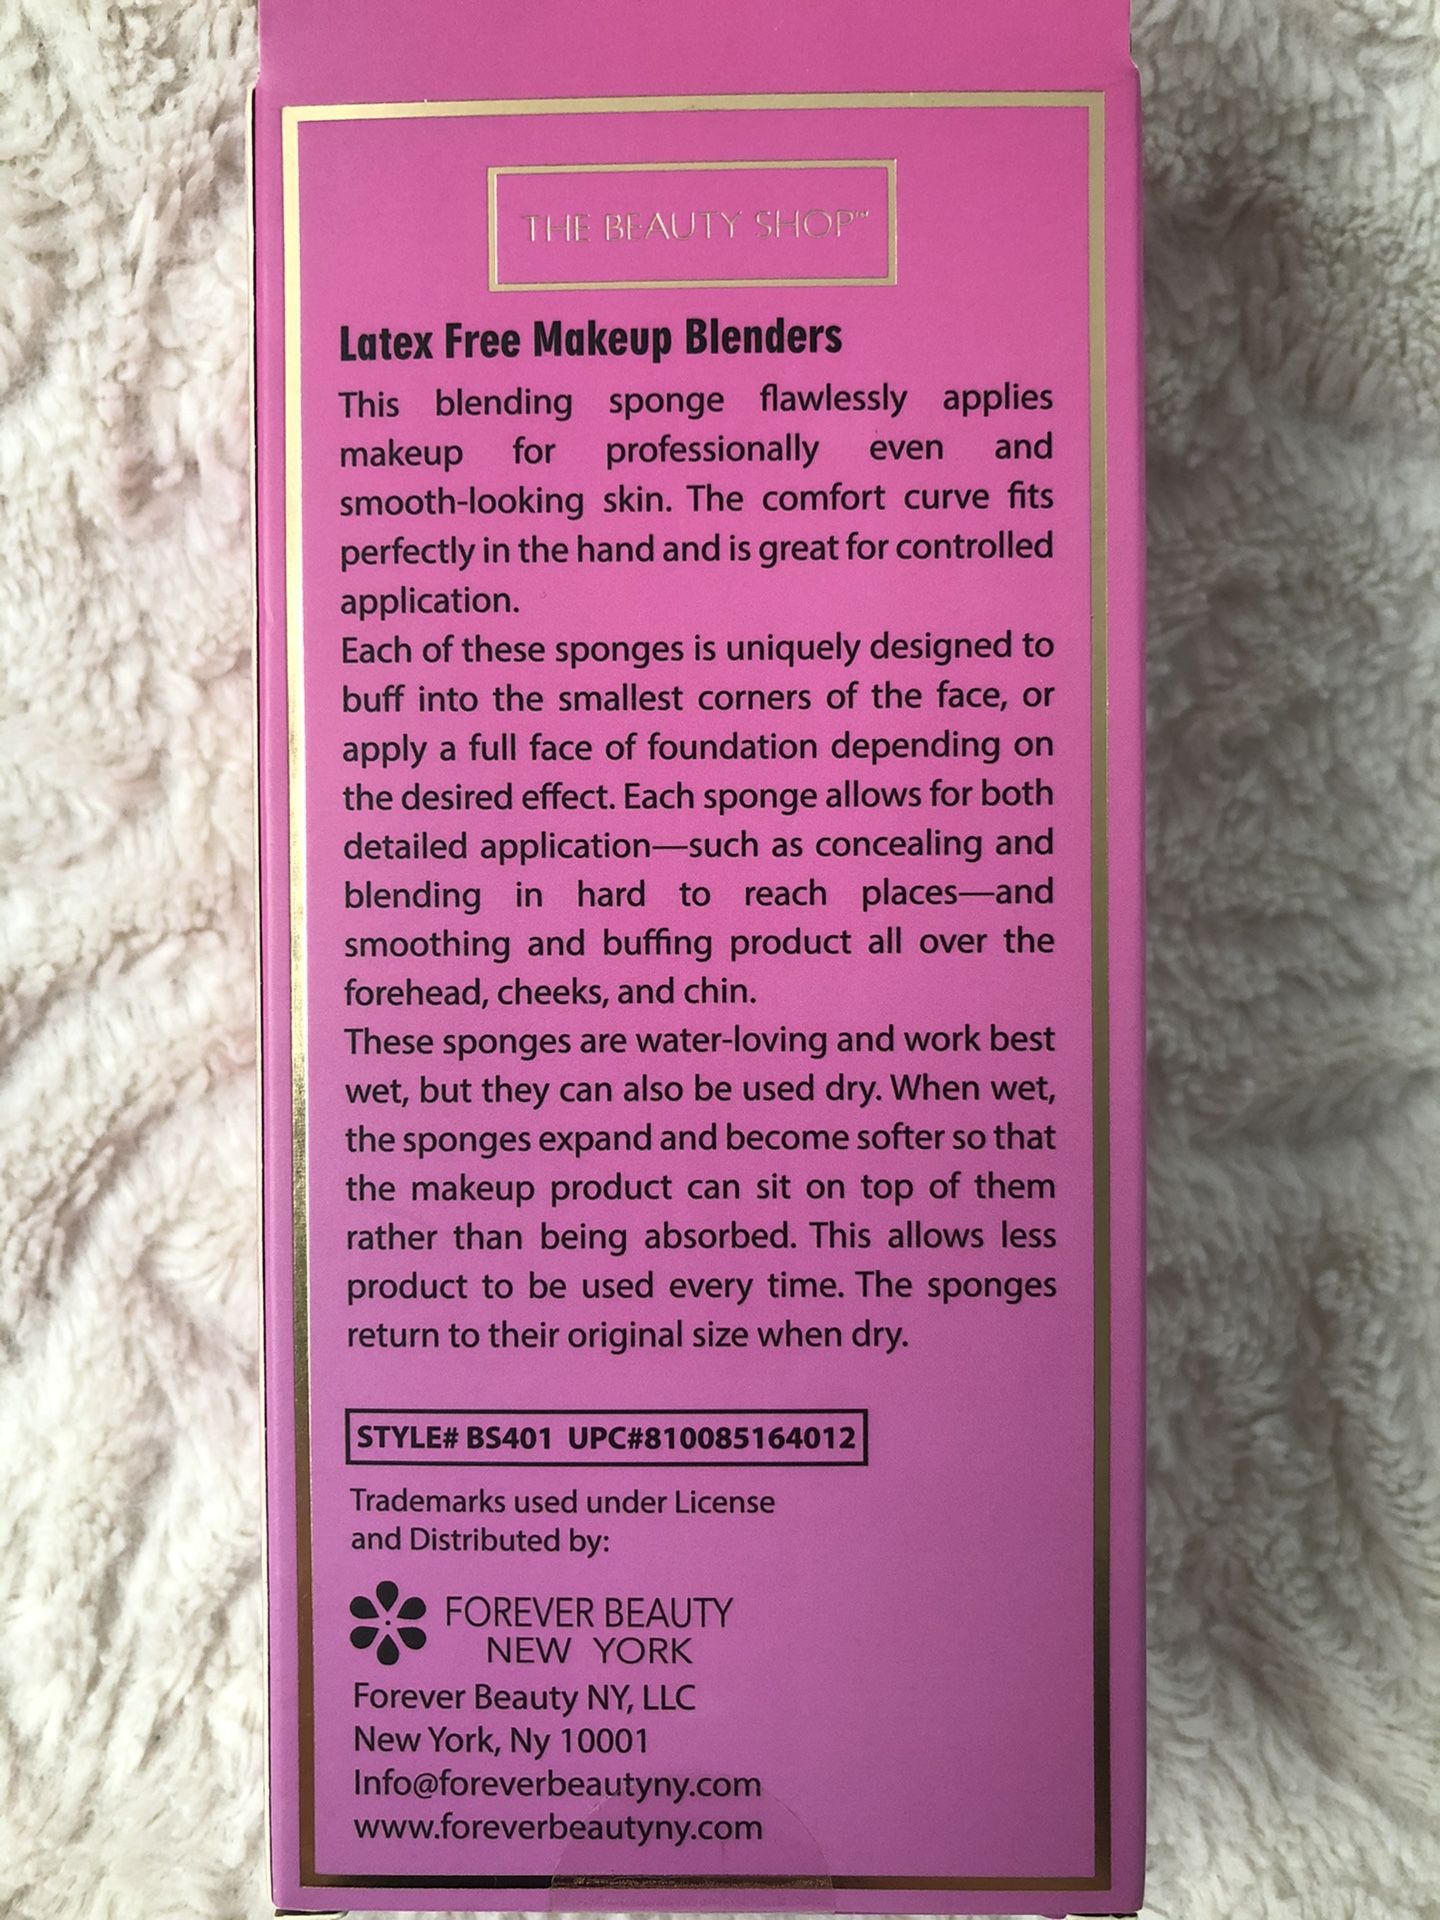 THE BEAUTY SHOP™
Latex Free Makeup Blenders
This blending sponge flawlessly applies
makeup for professionally even and
smooth-looking skin. The comfort curve fits
perfectly in the hand and is great for controlled
application.
Each of these sponges is uniquely designed to
buff into the smallest corners of the face, or
apply a full face of foundation depending on
the desired effect. Each sponge allows for both
detailed application—such as concealing and
blending in hard to reach places—and
smoothing and buffing product all over the
forehead, cheeks, and chin.
These sponges are water-loving and work best
wet, but they can also be used dry. When wet,
the sponges expand and become softer so that
the makeup product can sit on top of them
rather than being absorbed. This allows less
product to be used every time. The sponges
return to their original size when dry.
STYLE# BS401 UPC#810085164012
Trademarks used under License
and Distributed by:
FOREVER BEAUTY
NEW YORK
Forever Beauty NY, LLC
New York, Ny 10001
Info@foreverbeautyny.com
www.foreverbeautyny.com